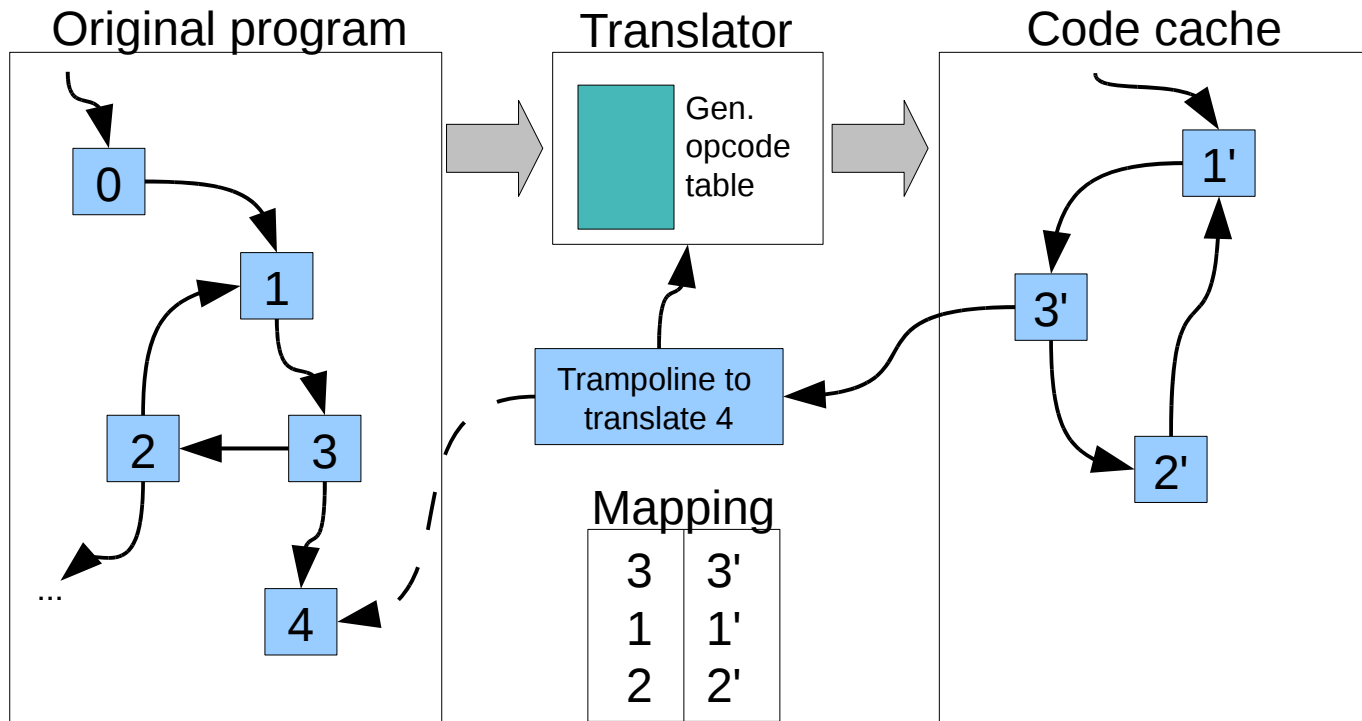 Original program
Translator
Code cache
0
1
2
3
4
...
Gen.
opcode
table
Trampoline to
translate 4
Mapping
3 3'
1 1'
2 2'
1'
3'
2'